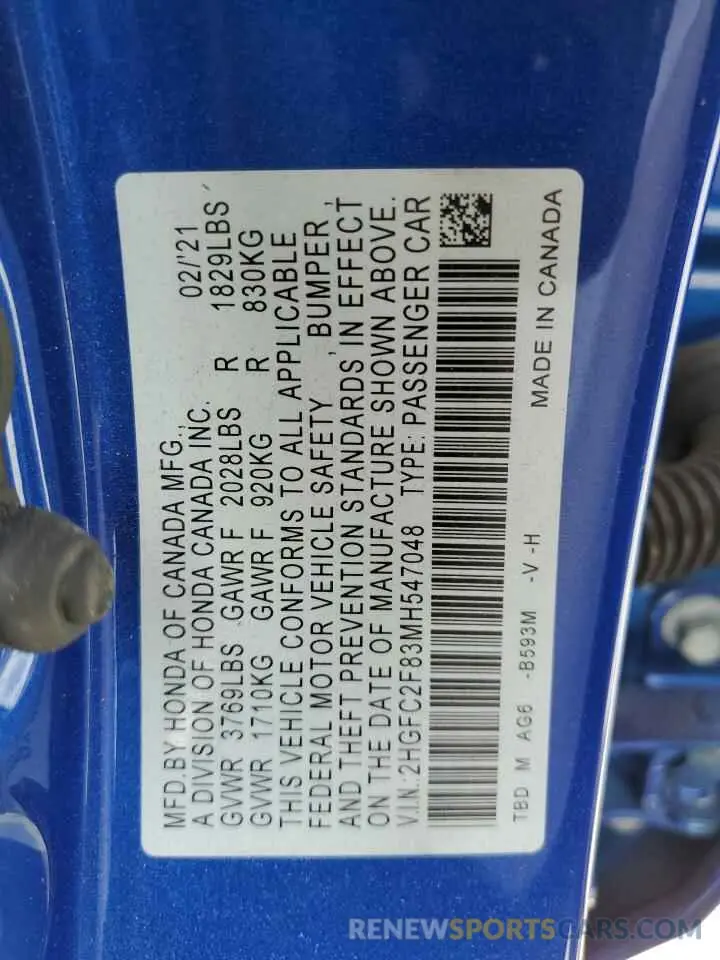 MFD.BY HONDA OF CANADA MFG., 02/'21
A DIVISION OF HONDA CANADA INC.
GVWR 3769LBS GAWR F 2028LBS R 1829LBS
GVWR 1710KG GAWR F 920KG R 830KG
THIS VEHICLE CONFORMS TO ALL APPLICABLE
FEDERAL MOTOR VEHICLE SAFETY , BUMPER ,
AND THEFT PREVENTION STANDARDS IN EFFECT
ON THE DATE OF MANUFACTURE SHOWN ABOVE.
V.I.N.:2HGFC2F83MH547048 TYPE: PASSENGER CAR
TBD M AG6 -B593M -V -H
MADE IN CANADA
RENEWSPORTSCARS.COM